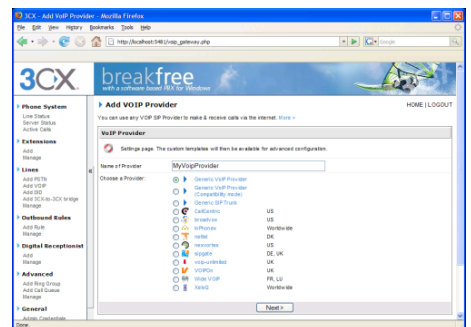 3CX - Add VoIP Provider - Mozilla Firefox
File Edit View History Bookmarks Tools Help
http://localhost:5481/voip_gateway.php
Google
3CX
breakfree
with a software based PBX for Windows
Phone System
Line Status
Server Status
Active Calls
Extensions
Add
Manage
Lines
Add PSTN
Add VOIP
Add DID
Add 3CX-to-3CX bridge
Manage
Outbound Rules
Add Rule
Manage
Digital Receptionist
Add
Manage
Advanced
Add Ring Group
Add Call Queue
Manage
General
Add VOIP Provider
HOME | LOGOUT
You can use any VOIP SIP Provider to make & receive calls via the internet. More »
VoIP Provider
Settings page. The custom templates will then be available for advanced configuration.
Name of Provider MyVoipProvider
Choose a Provider:
Generic VoIP Provider
Generic VoIP Provider
(Compatibility mode)
Generic SIP Trunk
CallCentric US
broadvox US
InPhonex Worldwide
DK
nexvortex US
sipgate DE, UK
voip-unlimited UK
VOIPOn UK
Wide VOIP FR, LU
Worldwide
Next >
Done